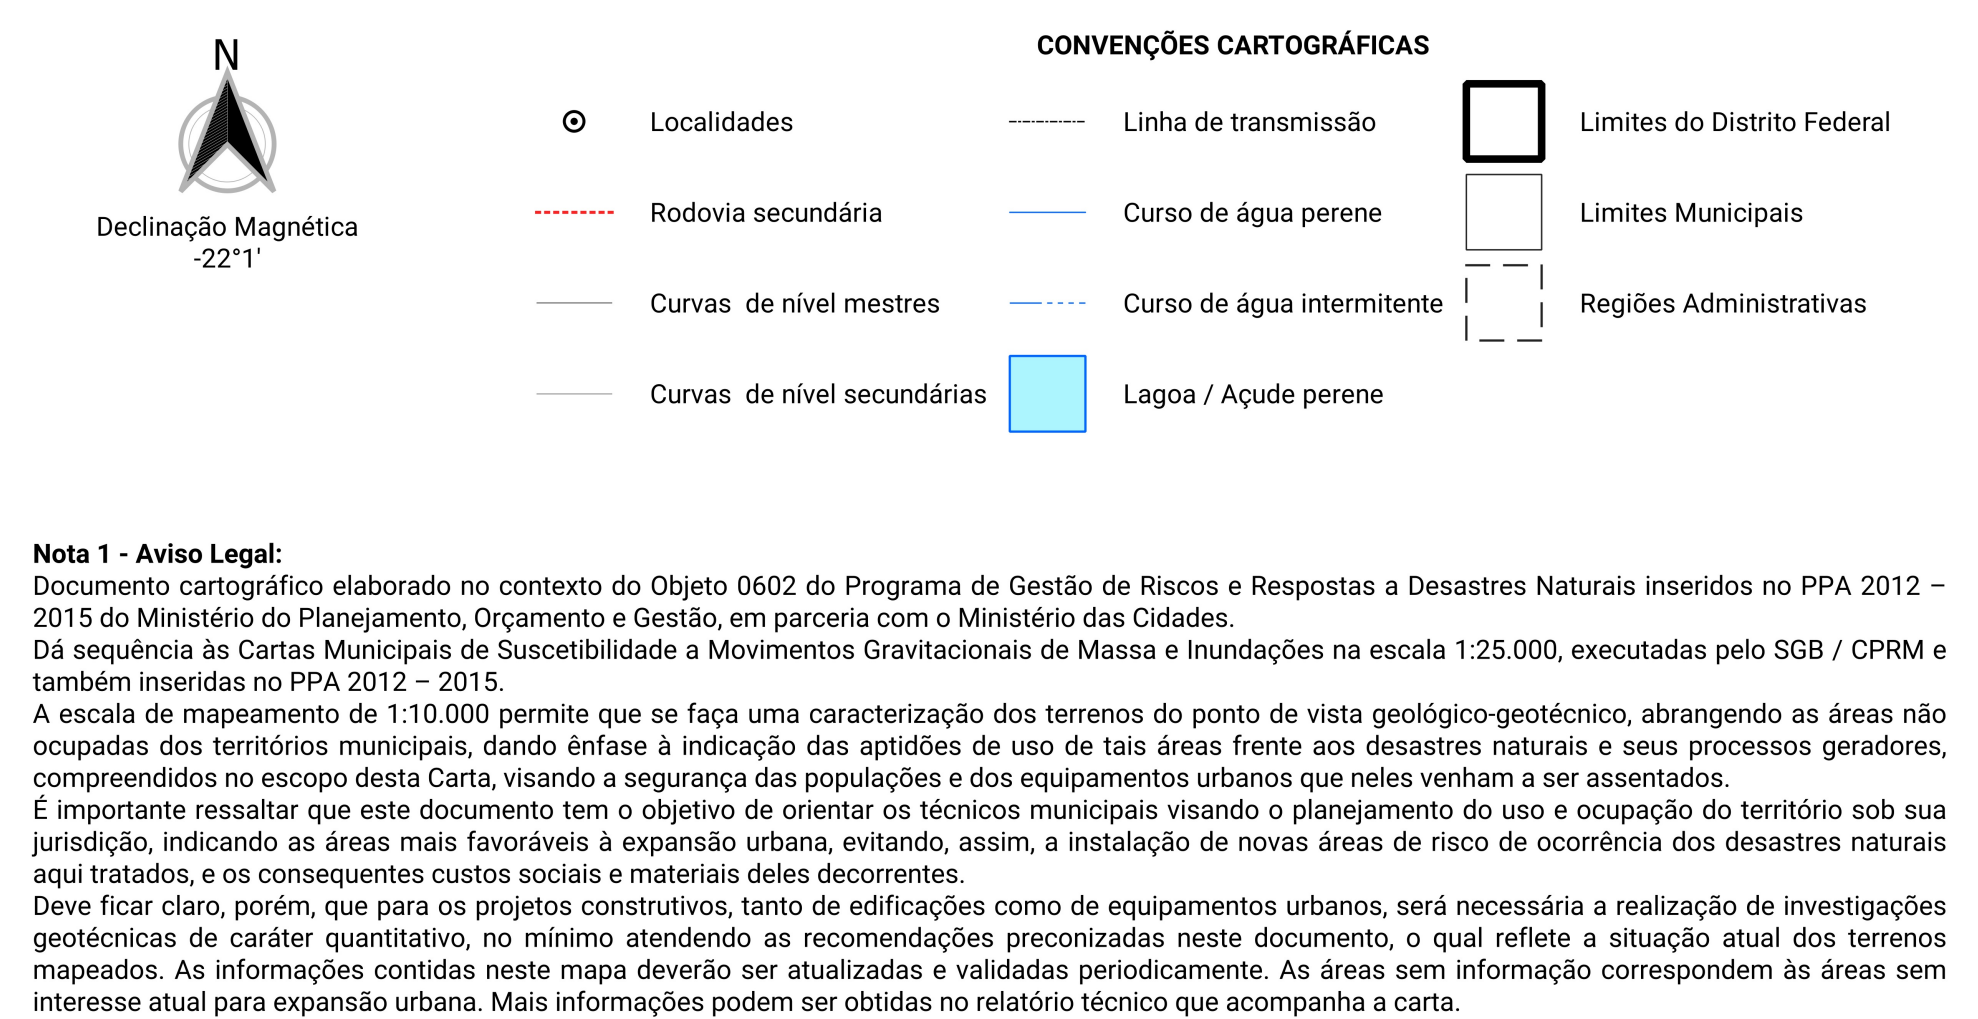 N
Declinação Magnética
-22°1'
CONVENÇÕES CARTOGRÁFICAS
Localidades
Rodovia secundária
Curvas  de nível mestres
Curvas  de nível secundárias
Linha de transmissão
Curso de água perene
Curso de água intermitente
Lagoa / Açude perene
Limites do Distrito Federal
Limites Municipais
Regiões Administrativas
Nota 1 - Aviso Legal:
Documento cartográfico elaborado no contexto do Objeto 0602 do Programa de Gestão de Riscos e Respostas a Desastres Naturais inseridos no PPA 2012 –
2015 do Ministério do Planejamento, Orçamento e Gestão, em parceria com o Ministério das Cidades.
Dá sequência às Cartas Municipais de Suscetibilidade a Movimentos Gravitacionais de Massa e Inundações na escala 1:25.000, executadas pelo SGB / CPRM e
também inseridas no PPA 2012 – 2015.
A escala de mapeamento de 1:10.000 permite que se faça uma caracterização dos terrenos do ponto de vista geológico-geotécnico, abrangendo as áreas não
ocupadas dos territórios municipais, dando ênfase à indicação das aptidões de uso de tais áreas frente aos desastres naturais e seus processos geradores,
compreendidos no escopo desta Carta, visando a segurança das populações e dos equipamentos urbanos que neles venham a ser assentados.
É importante ressaltar que este documento tem o objetivo de orientar os técnicos municipais visando o planejamento do uso e ocupação do território sob sua
jurisdição, indicando as áreas mais favoráveis à expansão urbana, evitando, assim, a instalação de novas áreas de risco de ocorrência dos desastres naturais
aqui tratados, e os consequentes custos sociais e materiais deles decorrentes.
Deve ficar claro, porém, que para os projetos construtivos, tanto de edificações como de equipamentos urbanos, será necessária a realização de investigações
geotécnicas de caráter quantitativo, no mínimo atendendo as recomendações preconizadas neste documento, o qual reflete a situação atual dos terrenos
mapeados. As informações contidas neste mapa deverão ser atualizadas e validadas periodicamente. As áreas sem informação correspondem às áreas sem
interesse atual para expansão urbana. Mais informações podem ser obtidas no relatório técnico que acompanha a carta.